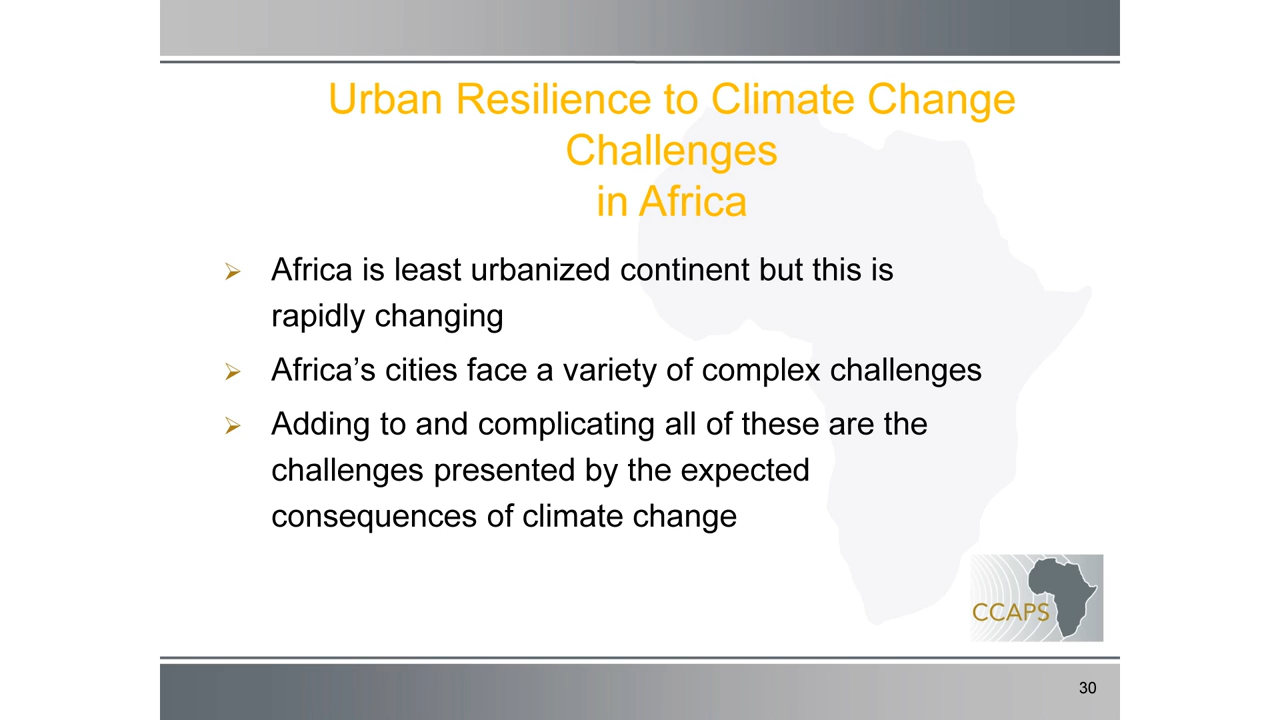 Urban Resilience to Climate Change
Challenges
in Africa
Africa is least urbanized continent but this is
rapidly changing
Africa’s cities face a variety of complex challenges
Adding to and complicating all of these are the
challenges presented by the expected
consequences of climate change
CCAPS
30